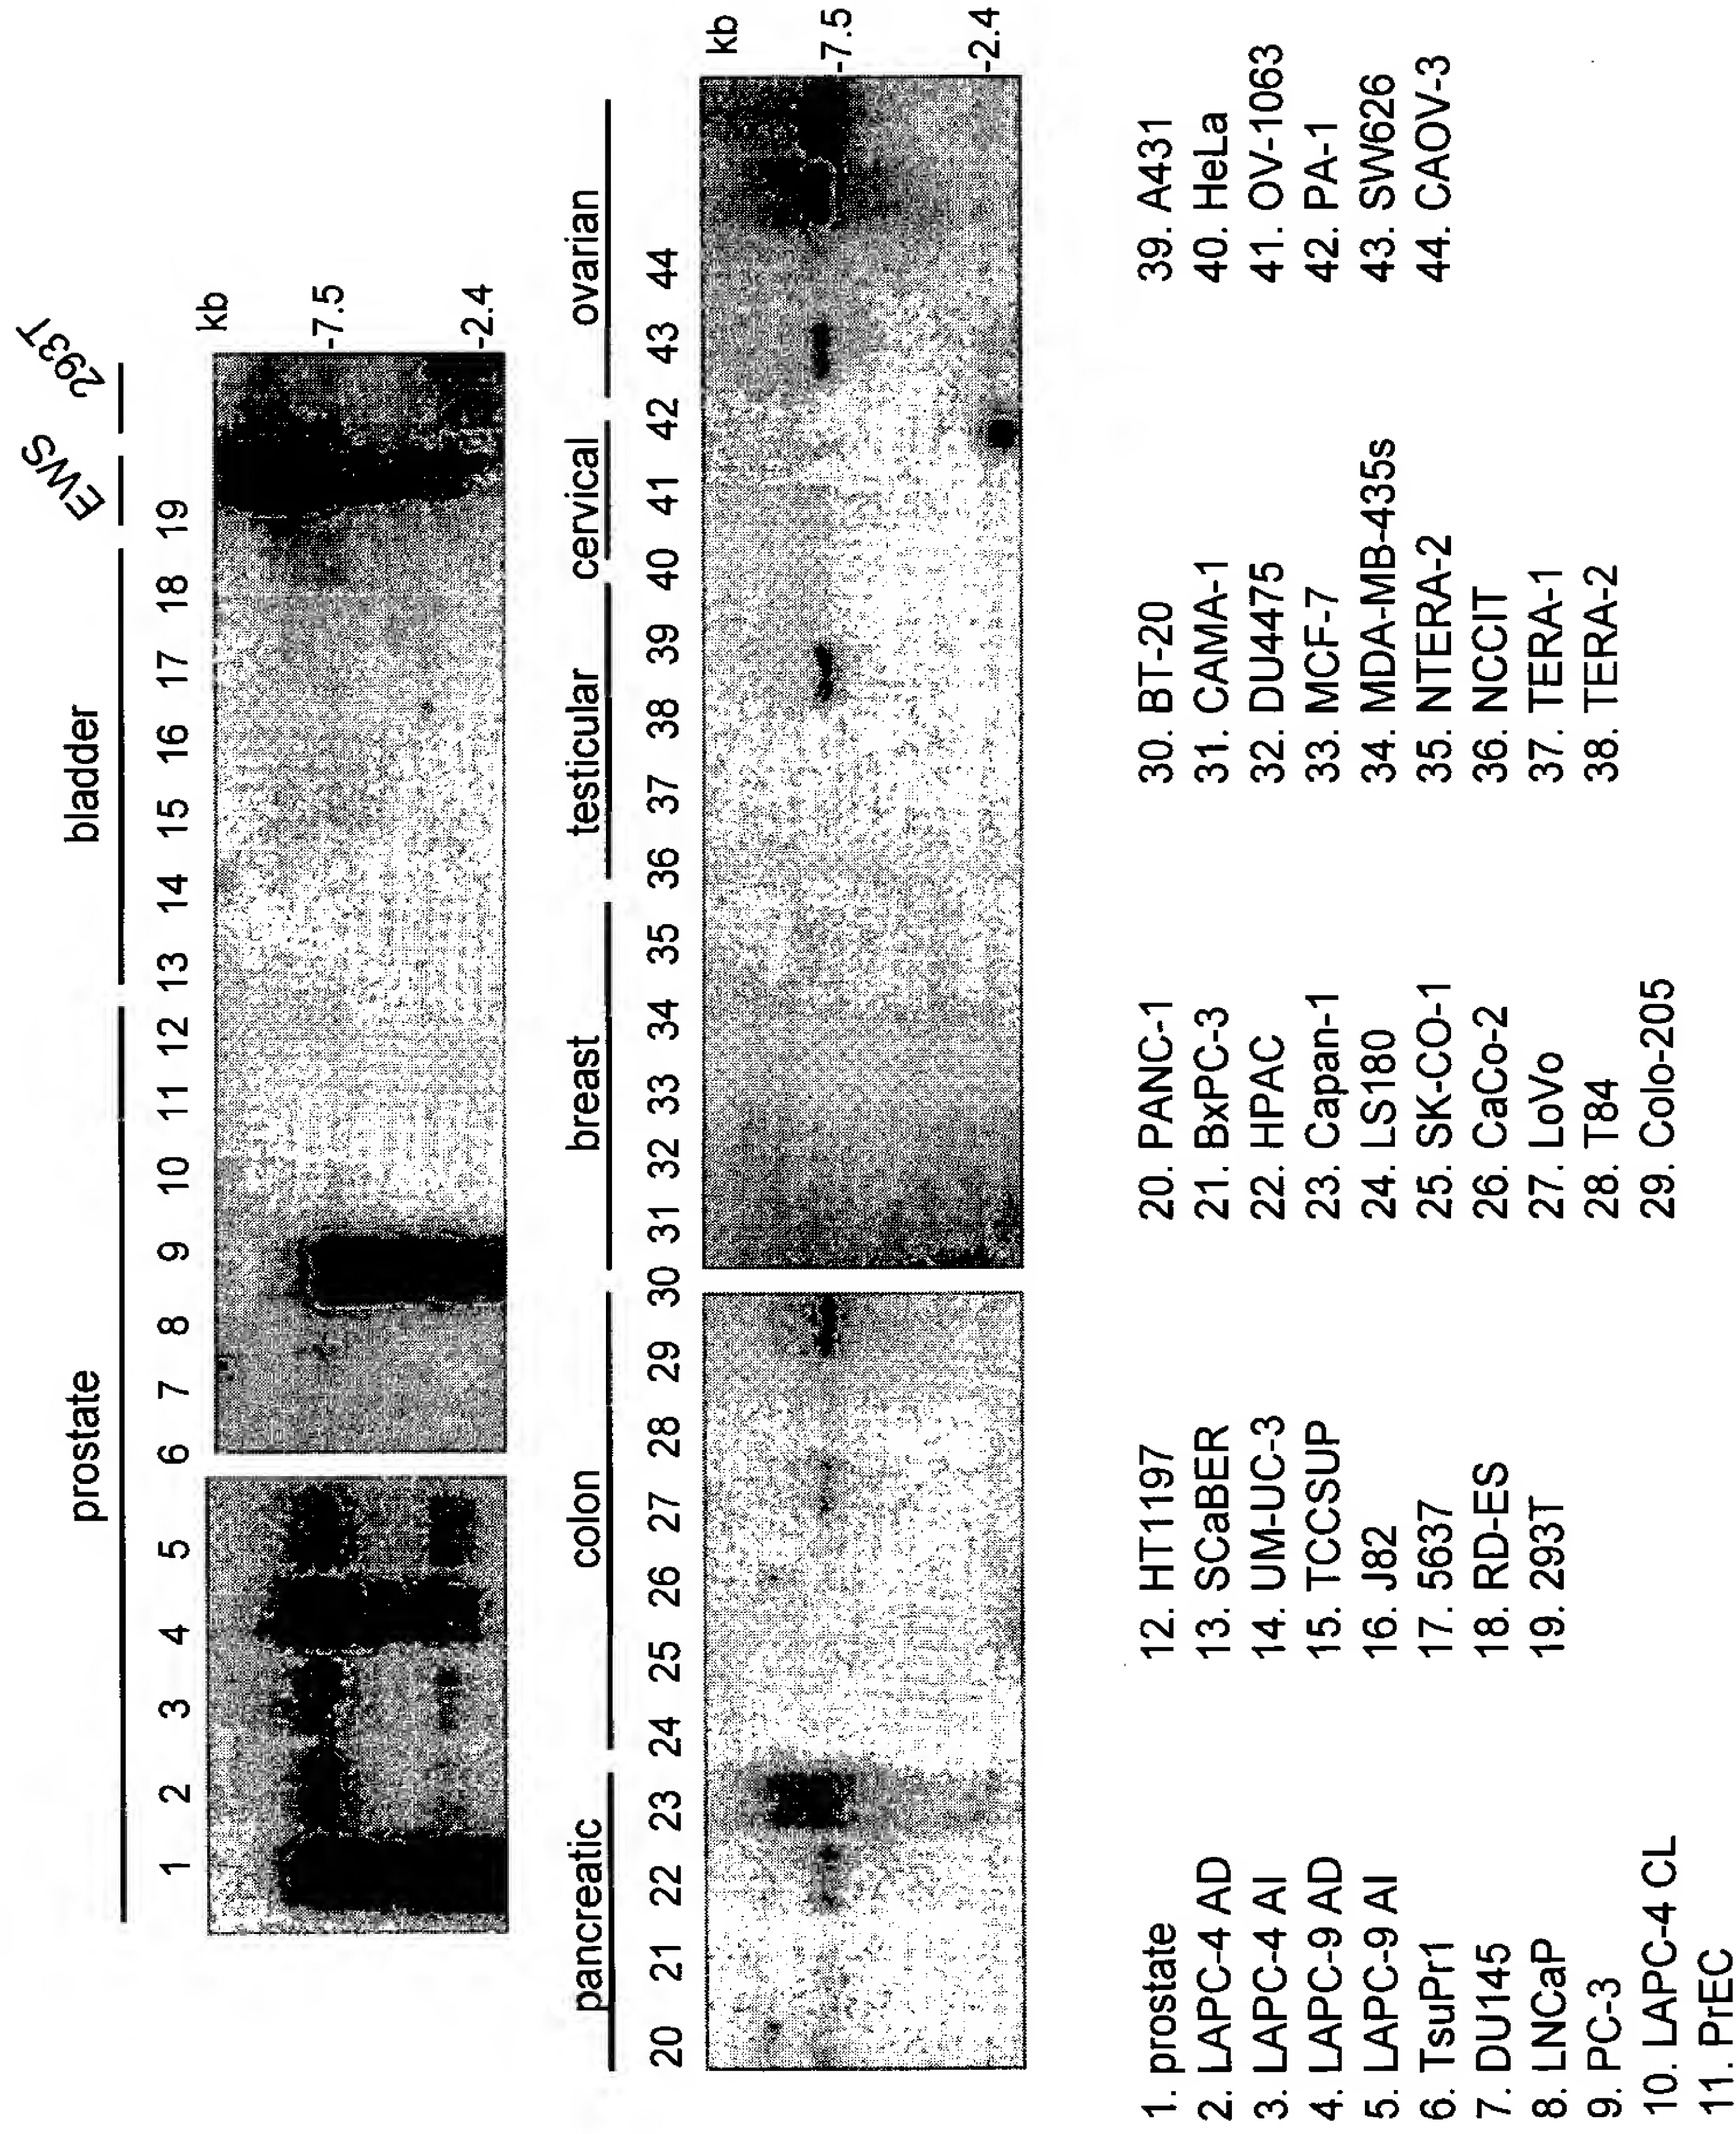 prostate bladder EWS 293T
1 2 3 4 5 6 7 8 9 10 11 12 13 14 15 16 17 18 19
kb
-7.5
-2.4
pancreatic colon breast testicular cervical ovarian
20 21 22 23 24 25 26 27 28 29 30 31 32 33 34 35 36 37 38 39 40 41 42 43 44
kb
-7.5
-2.4
1. prostate
2. LAPC-4 AD
3. LAPC-4 AI
4. LAPC-9 AD
5. LAPC-9 AI
6. TsuPr1
7. DU145
8. LNCaP
9. PC-3
10. LAPC-4 CL
11. PrEC
12. HT1197
13. SCaBER
14. UM-UC-3
15. TCCSUP
16. J82
17. 5637
18. RD-ES
19. 293T
20. PANC-1
21. BxPC-3
22. HPAC
23. Capan-1
24. LS180
25. SK-CO-1
26. CaCo-2
27. LoVo
28. T84
29. Colo-205
30. BT-20
31. CAMA-1
32. DU4475
33. MCF-7
34. MDA-MB-435s
35. NTERA-2
36. NCCIT
37. TERA-1
38. TERA-2
39. A431
40. HeLa
41. OV-1063
42. PA-1
43. SW626
44. CAOV-3